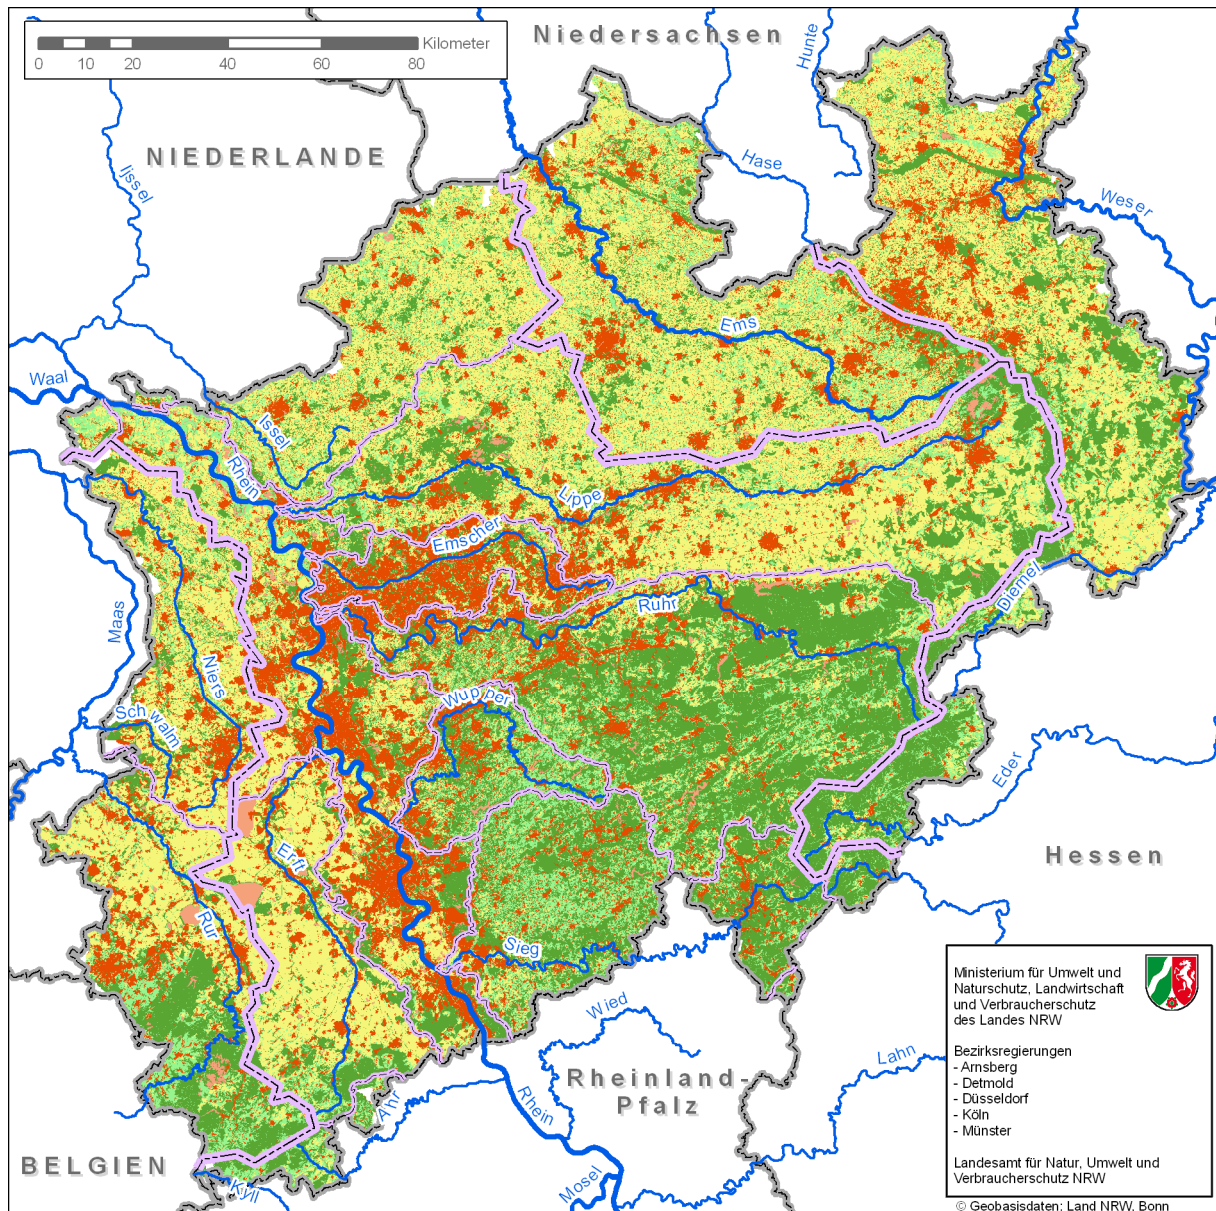 Kilometer
0 10 20 40 60 80
Niedersachsen
Hunte
NIEDERLANDE
Ijssel
Hase
Weser
Ems
Waal
Issel
Rhein
Lippe
Emscher
Diemel
Ruhr
Maas
Niers
Wupper
Schwalm
Eder
Erft
Hessen
Rur
Sieg
Wied
Lahn
Rheinland-
Pfalz
Ahr
Rhein
BELGIEN
Kyll
Mosel
Ministerium für Umwelt und
Naturschutz, Landwirtschaft
und Verbraucherschutz
des Landes NRW
Bezirksregierungen
- Arnsberg
- Detmold
- Düsseldorf
- Köln
- Münster
Landesamt für Natur, Umwelt und
Verbraucherschutz NRW
© Geobasisdaten: Land NRW, Bonn